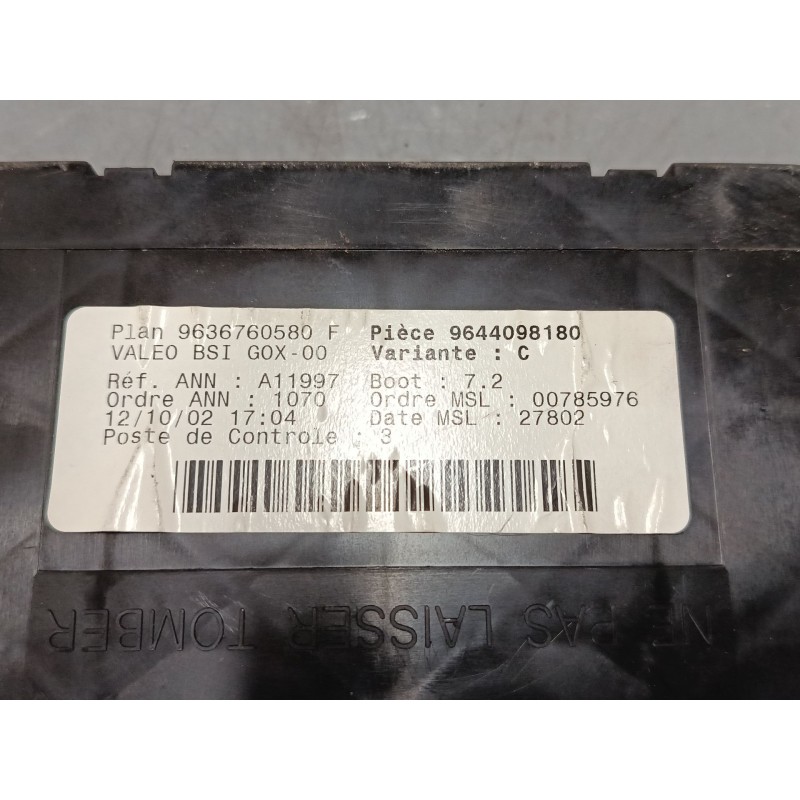 Plan 9636760580 F Pièce 9644098180
VALEO BSI GOX-00 Variante : C
Réf. ANN : A11997 Boot : 7.2
Ordre ANN : 1070 Ordre MSL : 00785976
12/10/02 17:04 Date MSL : 27802
Poste de Controle : 3
NE PAS LAISSER TOMBER